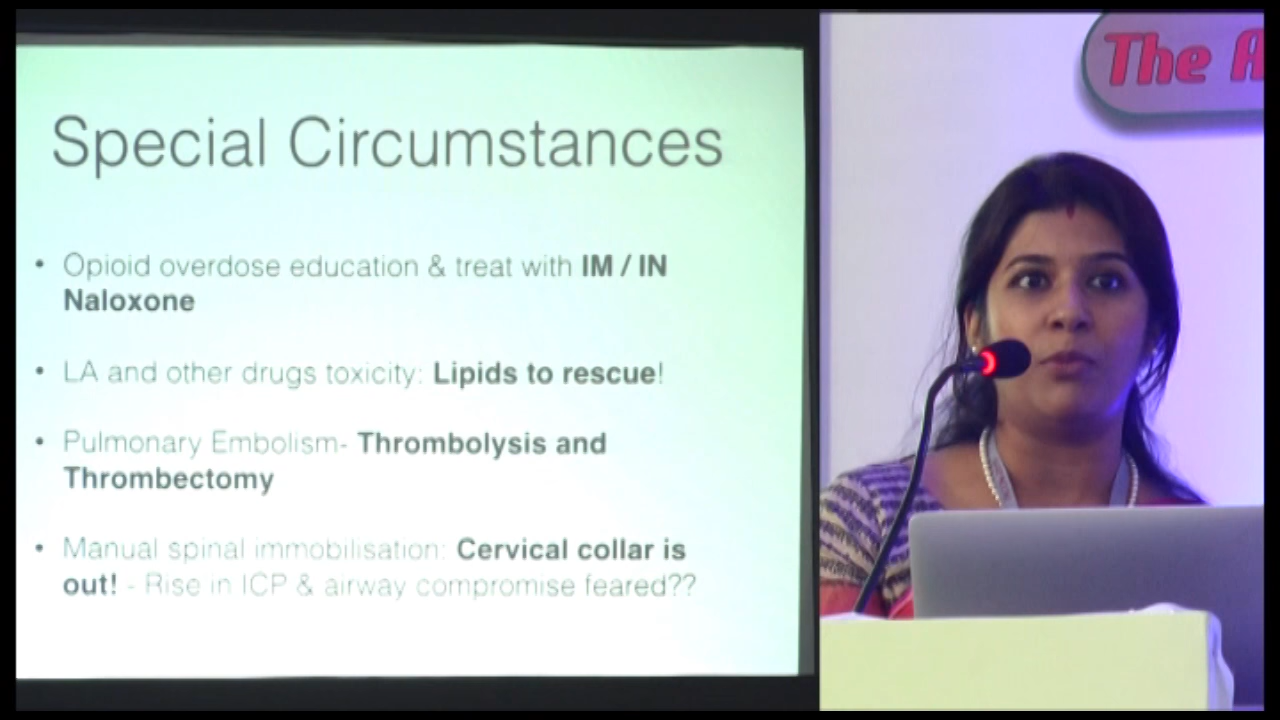 Special Circumstances
• Opioid overdose education & treat with IM / IN
Naloxone
• LA and other drugs toxicity: Lipids to rescue!
• Pulmonary Embolism- Thrombolysis and
Thrombectomy
• Manual spinal immobilisation: Cervical collar is
out! - Rise in ICP & airway compromise feared??
The